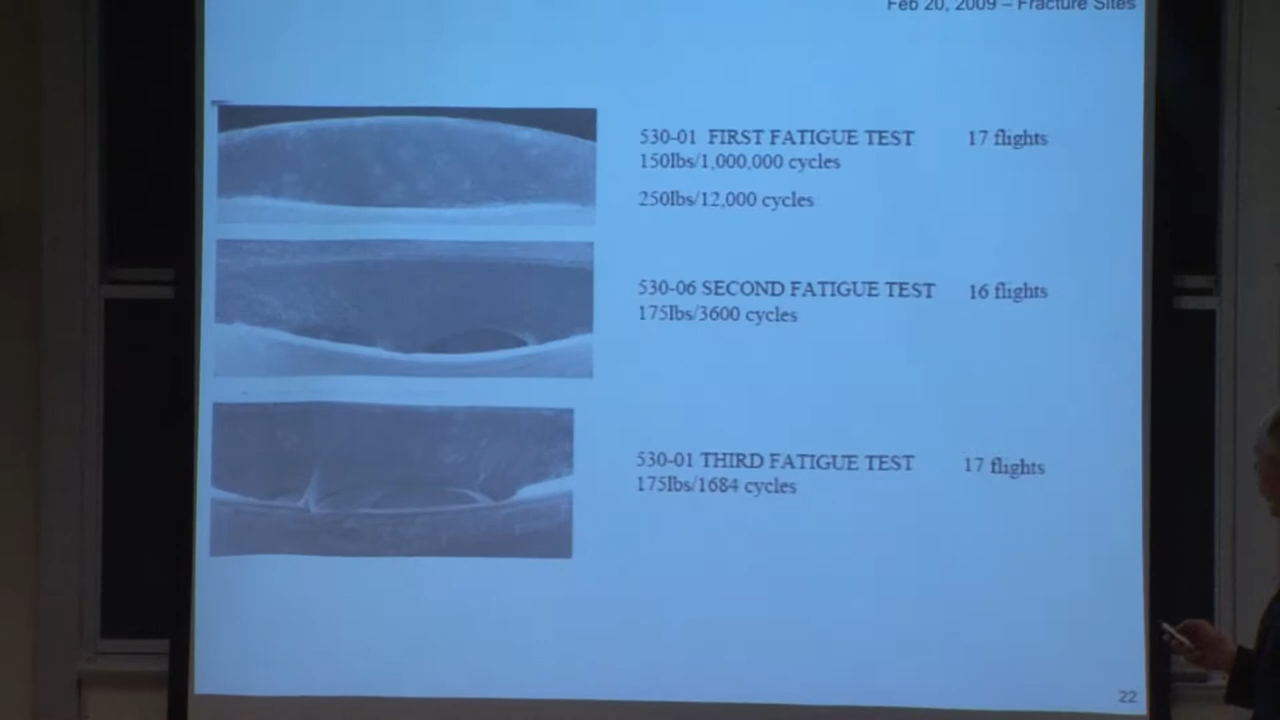 Feb 20, 2009 – Fracture Sites
530-01 FIRST FATIGUE TEST 17 flights
150lbs/1,000,000 cycles
250lbs/12,000 cycles
530-06 SECOND FATIGUE TEST 16 flights
175lbs/3600 cycles
530-01 THIRD FATIGUE TEST 17 flights
175lbs/1684 cycles
22